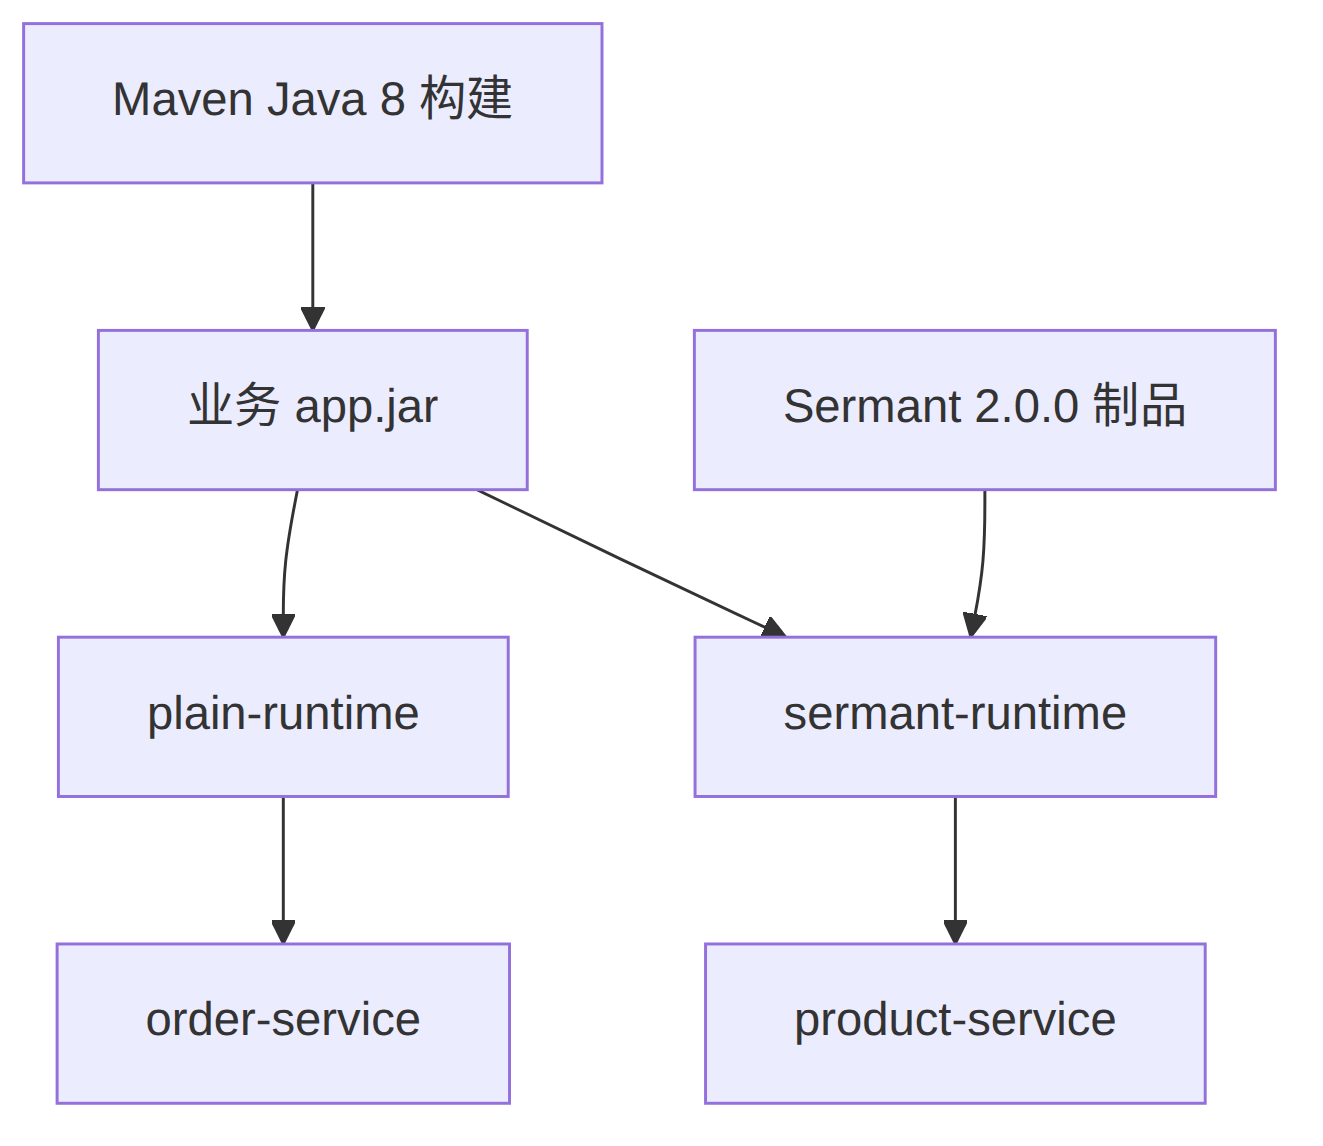 Maven Java 8 构建
业务 app.jar
Sermant 2.0.0 制品
plain-runtime
sermant-runtime
order-service
product-service